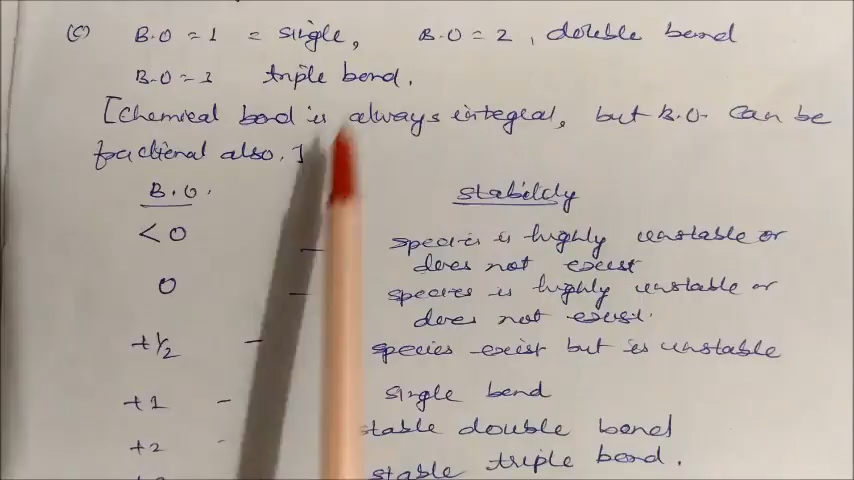 (c) B.O = 1 = single, B.O = 2, double bond
B.O = 3 triple bond.
[Chemical bond is always integral, but B.O. can be
fractional also.]
B.O. stability
< 0 — species is highly unstable or
does not exist
0 — species is highly unstable or
does not exist.
+1/2 — species exist but is unstable
+1 - single bond
+2 - stable double bond
stable triple bond.